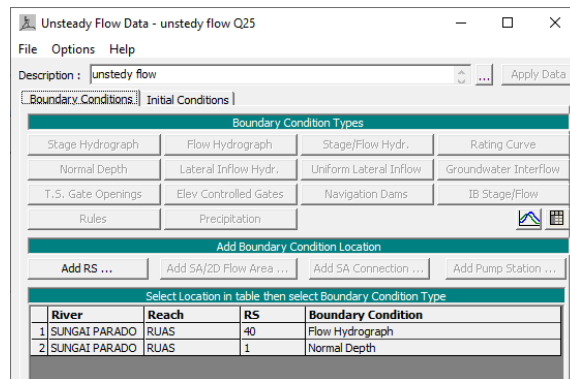 Unsteady Flow Data - unstedy flow Q25
File Options Help
Description : unstedy flow ... Apply Data
Boundary Conditions Initial Conditions
Boundary Condition Types
Stage Hydrograph Flow Hydrograph Stage/Flow Hydr. Rating Curve
Normal Depth Lateral Inflow Hydr. Uniform Lateral Inflow Groundwater Interflow
T.S. Gate Openings Elev Controlled Gates Navigation Dams IB Stage/Flow
Rules Precipitation
Add Boundary Condition Location
Add RS ... Add SA/2D Flow Area ... Add SA Connection ... Add Pump Station ...
Select Location in table then select Boundary Condition Type
River Reach RS Boundary Condition
1 SUNGAI PARADO RUAS 40 Flow Hydrograph
2 SUNGAI PARADO RUAS 1 Normal Depth